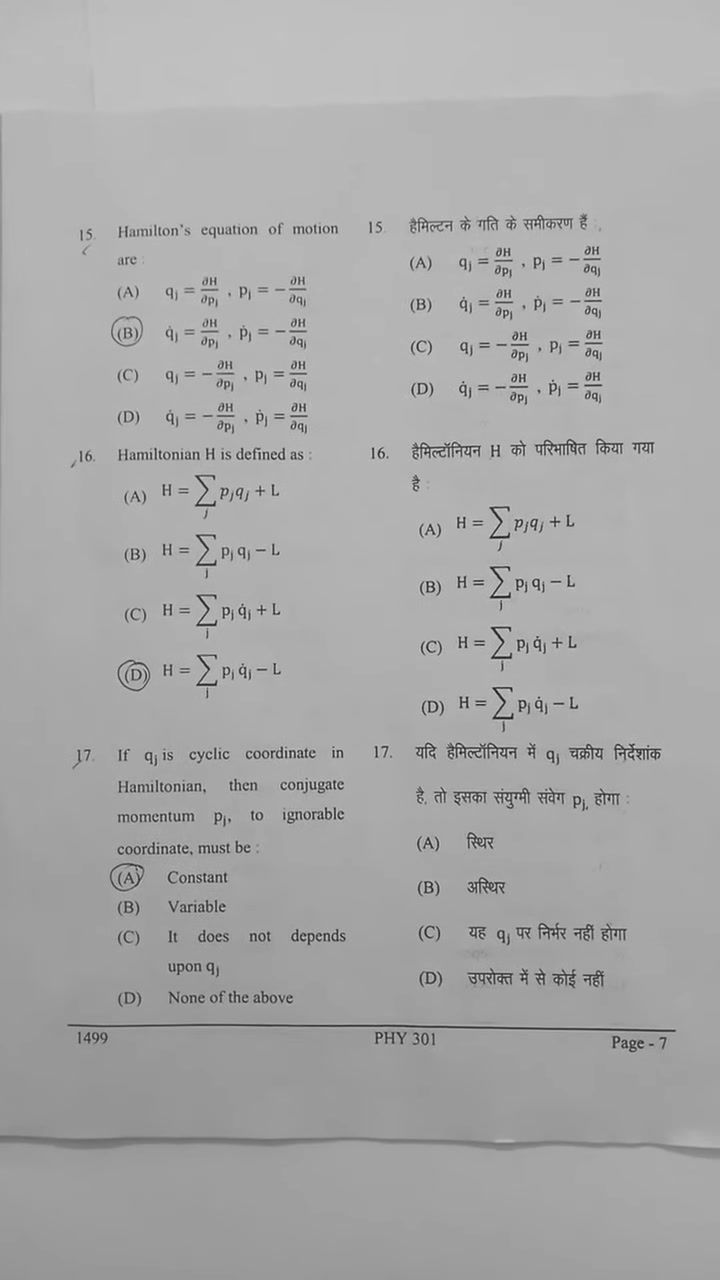 15. Hamilton's equation of motion
are :
(A) qj = ∂H/∂pj , pj = −∂H/∂qj
(B) q̇j = ∂H/∂pj , ṗj = −∂H/∂qj
(C) qj = −∂H/∂pj , pj = ∂H/∂qj
(D) q̇j = −∂H/∂pj , ṗj = ∂H/∂qj
16. Hamiltonian H is defined as :
(A) H = ∑j pjqj + L
(B) H = ∑j pj qj − L
(C) H = ∑j pj q̇j + L
(D) H = ∑j pj q̇j − L
17. If qj is cyclic coordinate in
Hamiltonian, then conjugate
momentum pj, to ignorable
coordinate, must be :
(A) Constant
(B) Variable
(C) It does not depends
upon qj
(D) None of the above
15. हैमिल्टन के गति के समीकरण हैं :
(A) qj = ∂H/∂pj , pj = −∂H/∂qj
(B) q̇j = ∂H/∂pj , ṗj = −∂H/∂qj
(C) qj = −∂H/∂pj , pj = ∂H/∂qj
(D) q̇j = −∂H/∂pj , ṗj = ∂H/∂qj
16. हैमिल्टॉनियन H को परिभाषित किया गया
है :
(A) H = ∑j pjqj + L
(B) H = ∑j pj qj − L
(C) H = ∑j pj q̇j + L
(D) H = ∑j pj q̇j − L
17. यदि हैमिल्टॉनियन में qj चक्रीय निर्देशांक
है, तो इसका संयुग्मी संवेग pj, होगा :
(A) स्थिर
(B) अस्थिर
(C) यह qj पर निर्भर नहीं होगा
(D) उपरोक्त में से कोई नहीं
1499 PHY 301 Page - 7